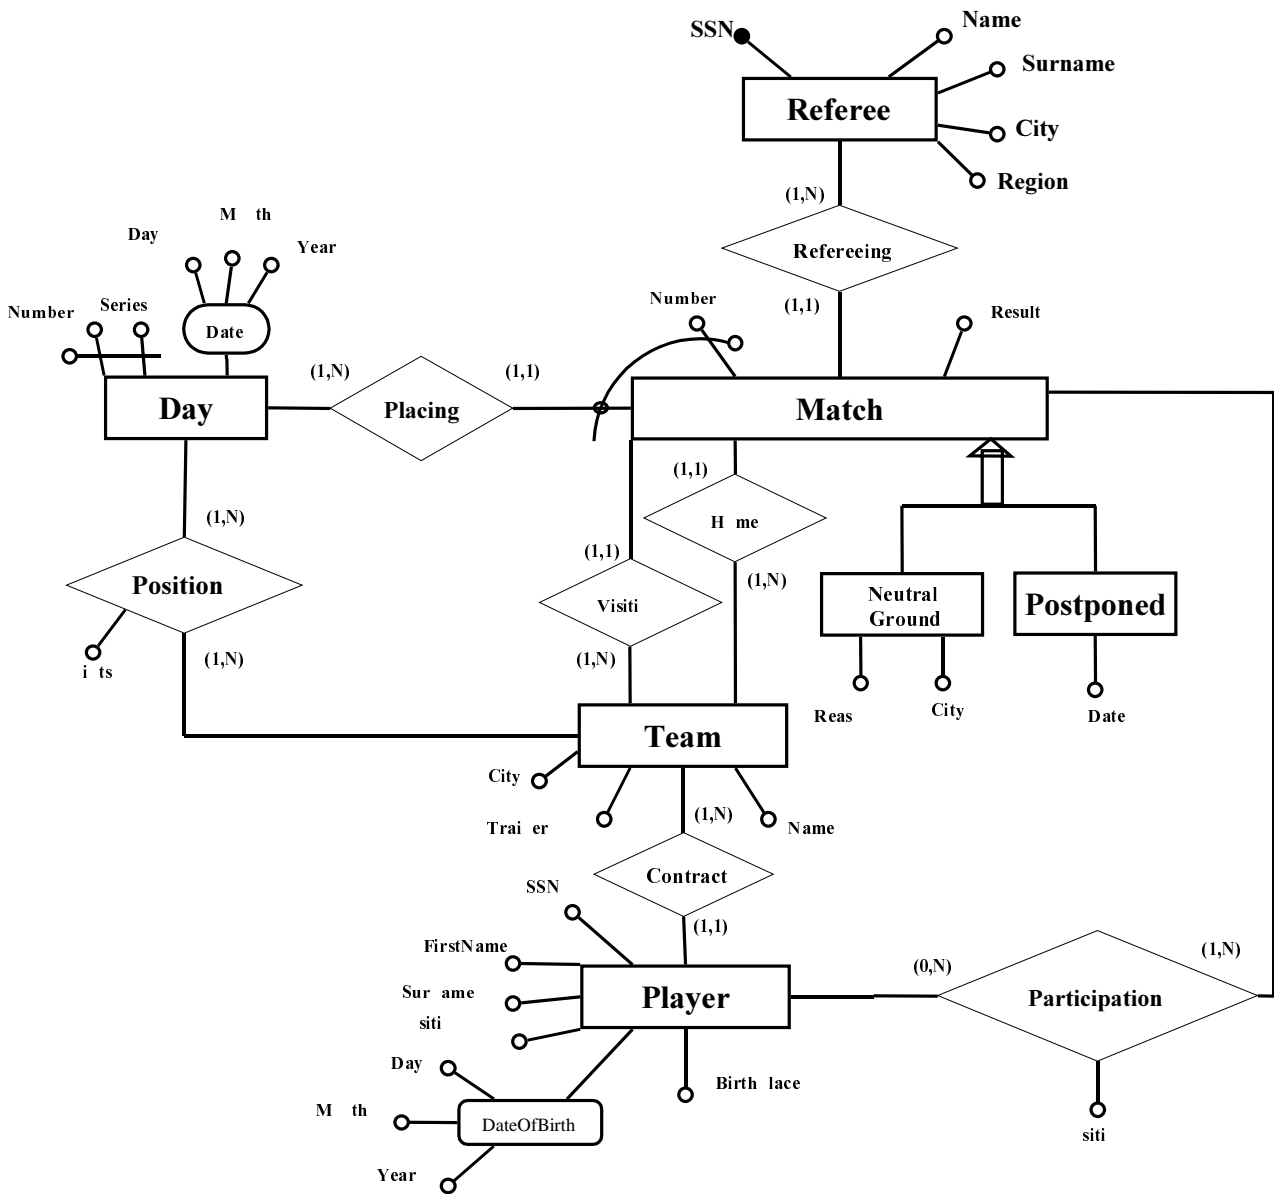 SSN
Name
Surname
Referee
City
Region
(1,N)
M th
Day
Year
Refereeing
Number
Series
Date
(1,1)
Number
Result
(1,N)
(1,1)
Day
Placing
Match
(1,1)
(1,N)
H me
(1,1)
(1,N)
Position
Visiti
Neutral
Ground
Postponed
(1,N)
(1,N)
i ts
Reas
City
Date
Team
City
Trai er
(1,N)
Name
Contract
SSN
(1,1)
FirstName
(0,N)
(1,N)
Sur ame
Player
Participation
siti
Day
Birth lace
M th
DateOfBirth
siti
Year